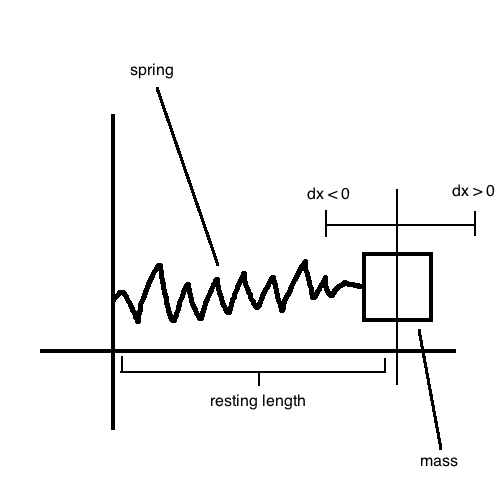 spring
dx < 0
dx > 0
resting length
mass